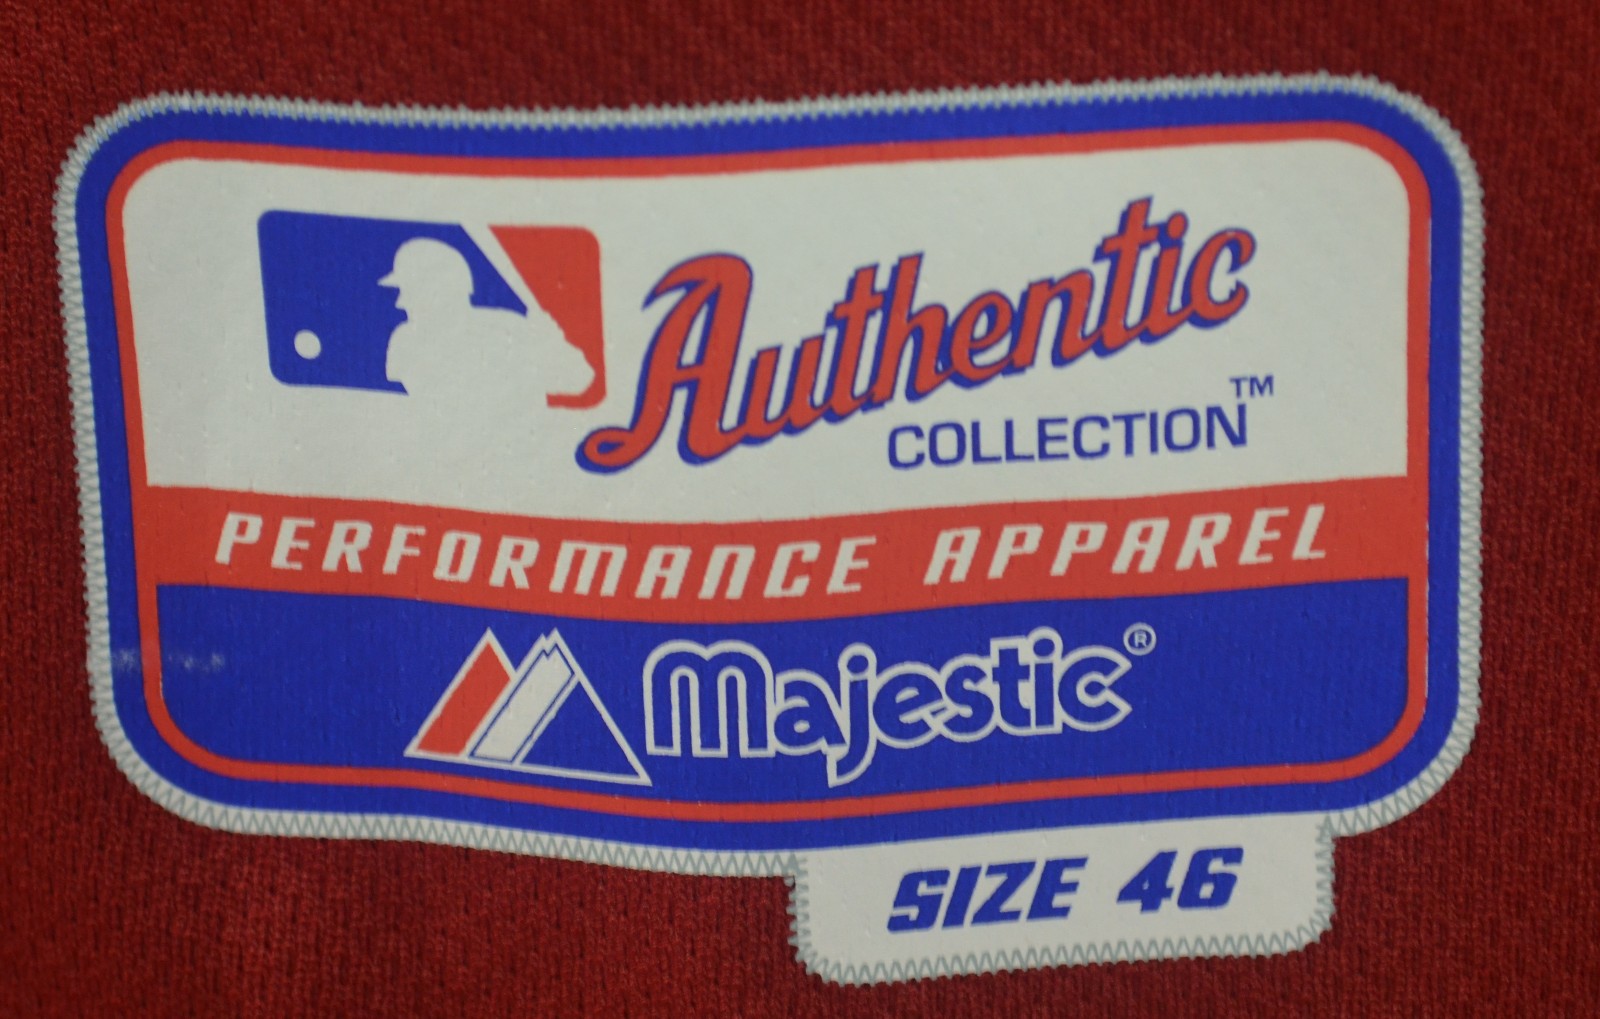 Authentic
COLLECTION™
PERFORMANCE APPAREL
Majestic®
SIZE 46